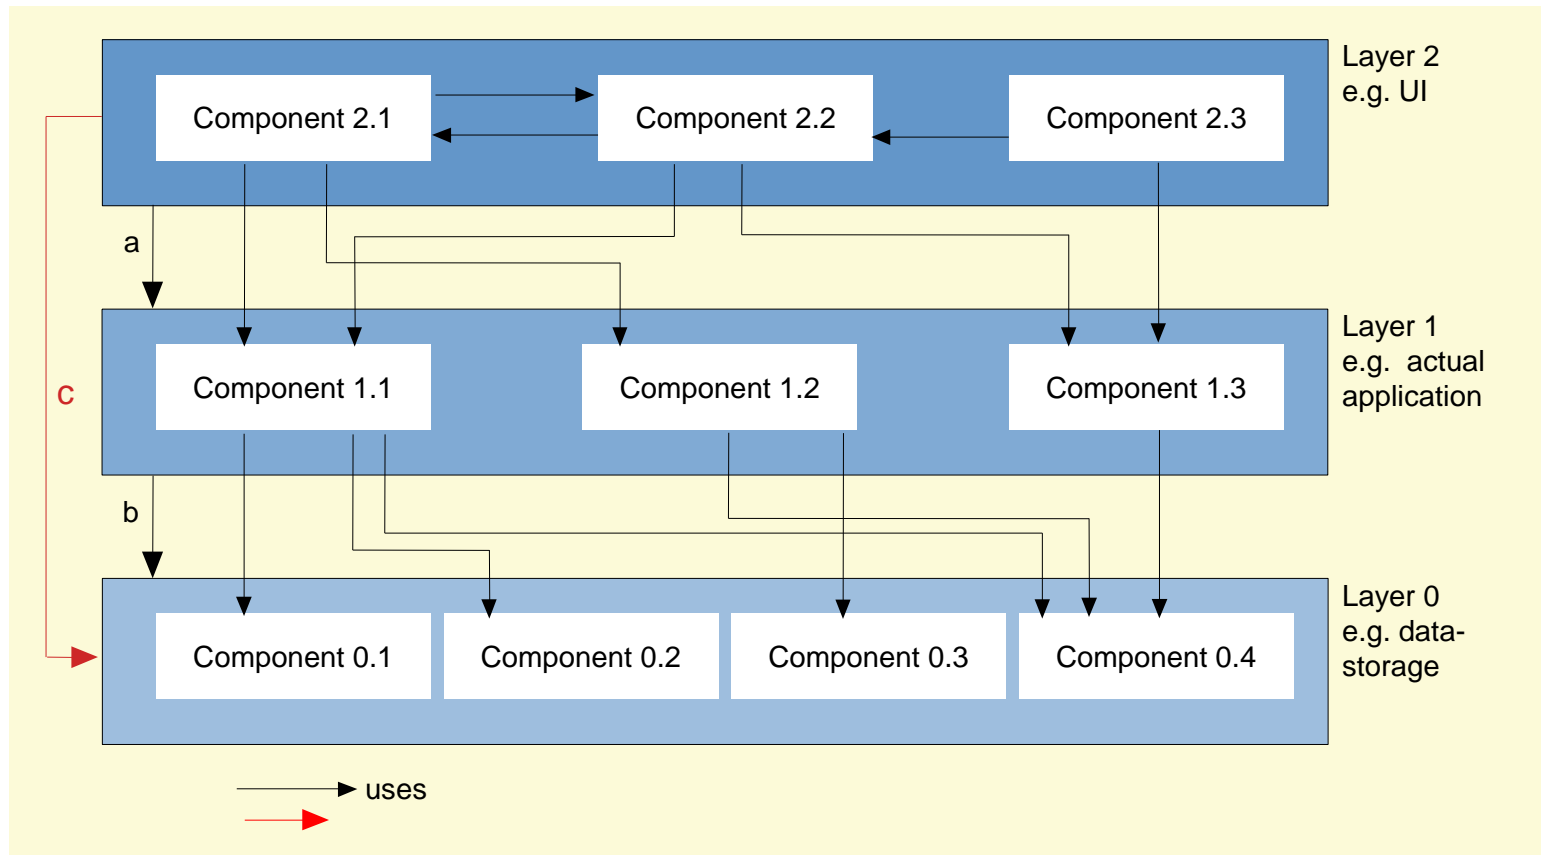 Layer 2
e.g. UI
Component 2.1
Component 2.2
Component 2.3
a
Layer 1
e.g.  actual
application
Component 1.1
Component 1.2
Component 1.3
c
b
Layer 0
e.g. data-
storage
Component 0.1
Component 0.2
Component 0.3
Component 0.4
uses